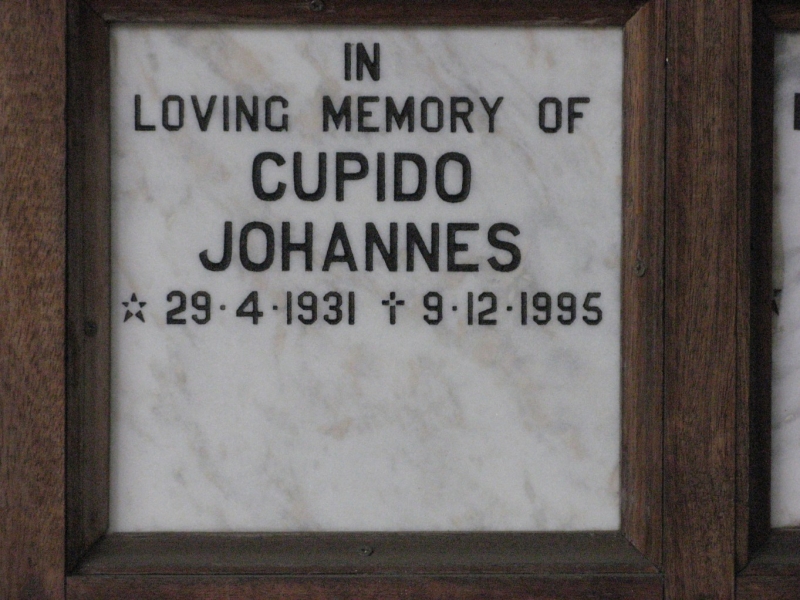 IN
LOVING MEMORY OF
CUPIDO
JOHANNES
☆ 29·4·1931 † 9·12·1995